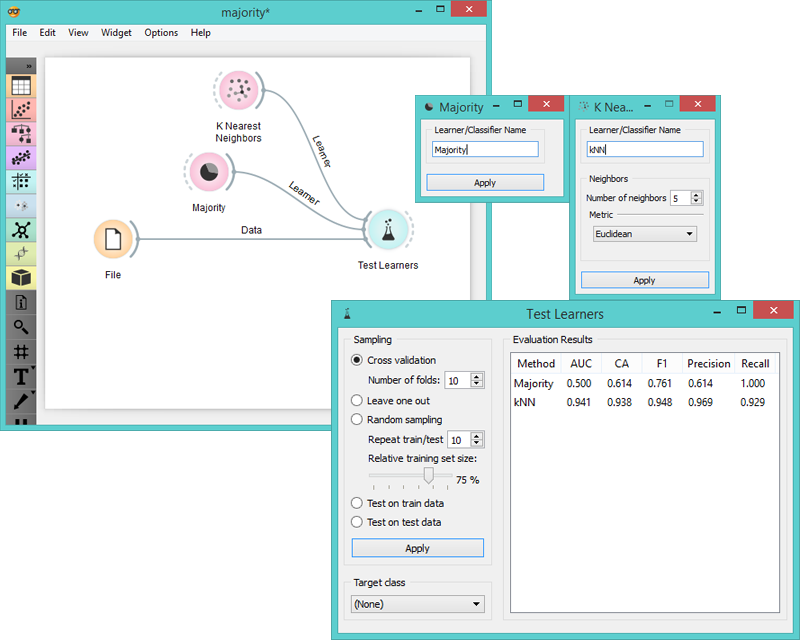 majority*
File Edit View Widget Options Help
»
K Nearest
Neighbors
Learner
Majority
Learner
Data
File
Test Learners
T
Majority
Learner/Classifier Name
Majority
Apply
K Nea...
Learner/Classifier Name
kNN
Neighbors
Number of neighbors 5
Metric
Euclidean
Apply
Test Learners
Sampling
Cross validation
Number of folds: 10
Leave one out
Random sampling
Repeat train/test 10
Relative training set size:
75 %
Test on train data
Test on test data
Apply
Target class
(None)
Evaluation Results
Method AUC CA F1 Precision Recall
Majority 0.500 0.614 0.761 0.614 1.000
kNN 0.941 0.938 0.948 0.969 0.929